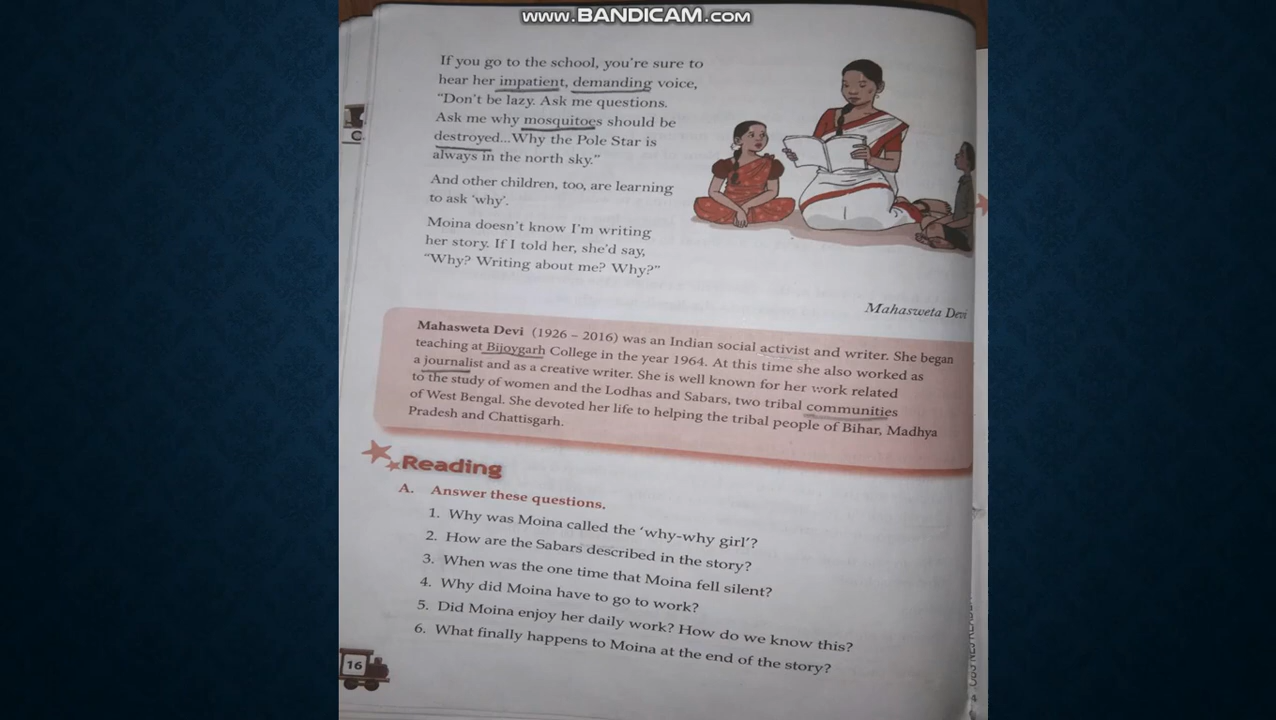 www.BANDICAM.com
If you go to the school, you're sure to
hear her impatient, demanding voice,
"Don't be lazy. Ask me questions.
Ask me why mosquitoes should be
destroyed...Why the Pole Star is
always in the north sky."
And other children, too, are learning
to ask 'why'.
Moina doesn't know I'm writing
her story. If I told her, she'd say,
"Why? Writing about me? Why?"
Mahasweta Devi
Mahasweta Devi (1926 – 2016) was an Indian social activist and writer. She began
teaching at Bijoygarh College in the year 1964. At this time she also worked as
a journalist and as a creative writer. She is well known for her work related
to the study of women and the Lodhas and Sabars, two tribal communities
of West Bengal. She devoted her life to helping the tribal people of Bihar, Madhya
Pradesh and Chattisgarh.
Reading
A. Answer these questions.
1. Why was Moina called the 'why-why girl'?
2. How are the Sabars described in the story?
3. When was the one time that Moina fell silent?
4. Why did Moina have to go to work?
5. Did Moina enjoy her daily work? How do we know this?
6. What finally happens to Moina at the end of the story?
16